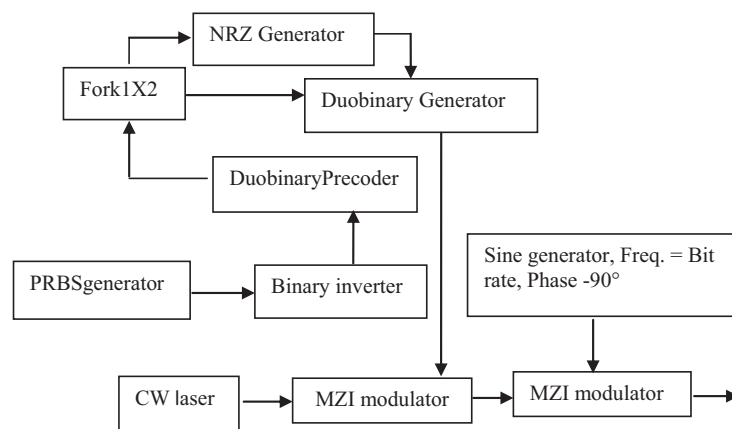 NRZ Generator
Fork1X2
Duobinary Generator
DuobinaryPrecoder
Sine generator, Freq. = Bit
rate, Phase -90°
PRBSgenerator
Binary inverter
CW laser
MZI modulator
MZI modulator